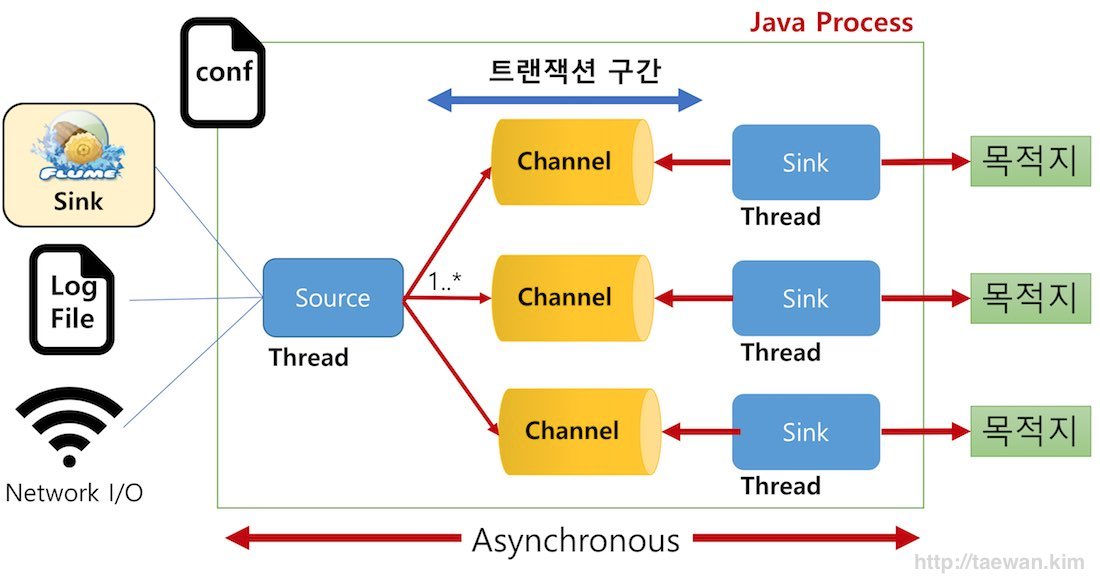 Java Process
conf
트랜잭션 구간
FLUME
Sink
Channel
Sink
Thread
목적지
Log
File
Source
Thread
1..*
Channel
Sink
Thread
목적지
Network I/O
Channel
Sink
Thread
목적지
Asynchronous
http://taewan.kim